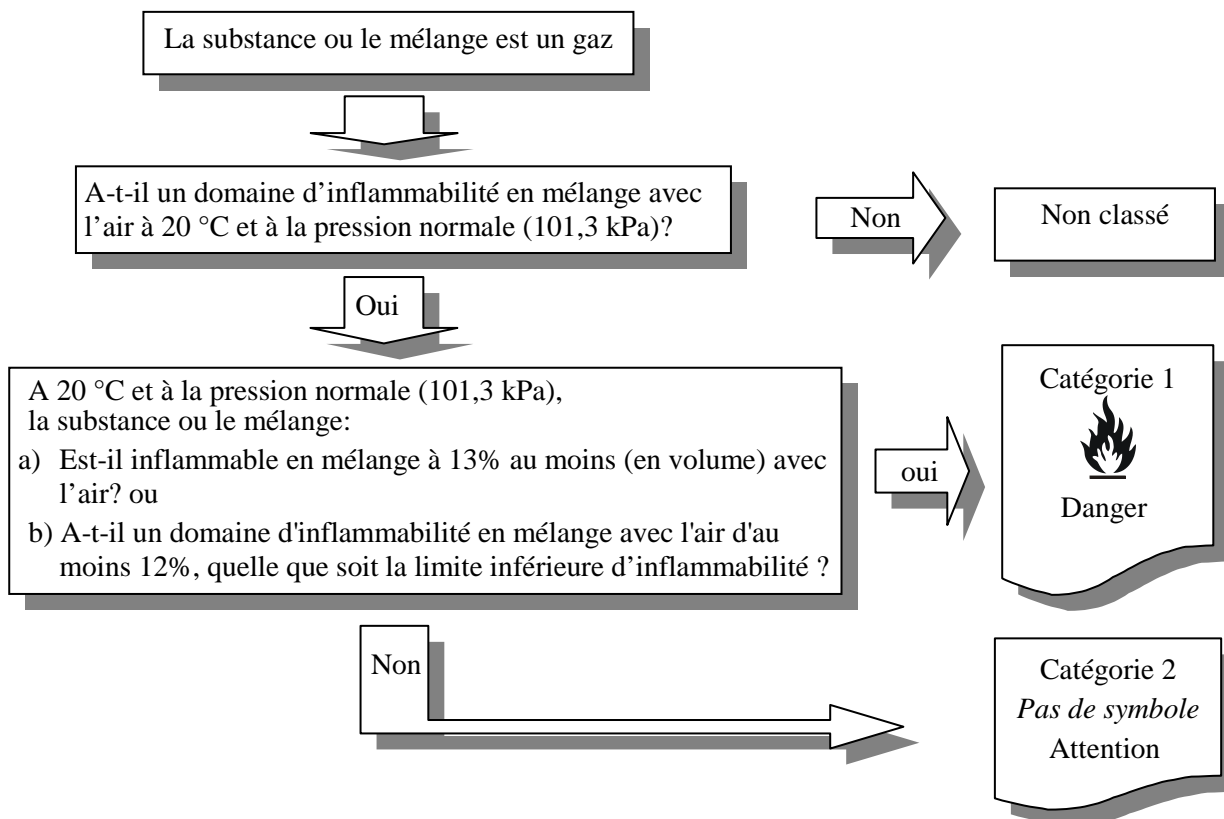 La substance ou le mélange est un gaz
A-t-il un domaine d’inflammabilité en mélange avec
l’air à 20 °C et à la pression normale (101,3 kPa)?
Non
Non classé
Oui
A 20 °C et à la pression normale (101,3 kPa),
la substance ou le mélange:
a) Est-il inflammable en mélange à 13% au moins (en volume) avec
l’air? ou
b) A-t-il un domaine d'inflammabilité en mélange avec l'air d'au
moins 12%, quelle que soit la limite inférieure d’inflammabilité ?
oui
Catégorie 1
Danger
Non
Catégorie 2
Pas de symbole
Attention